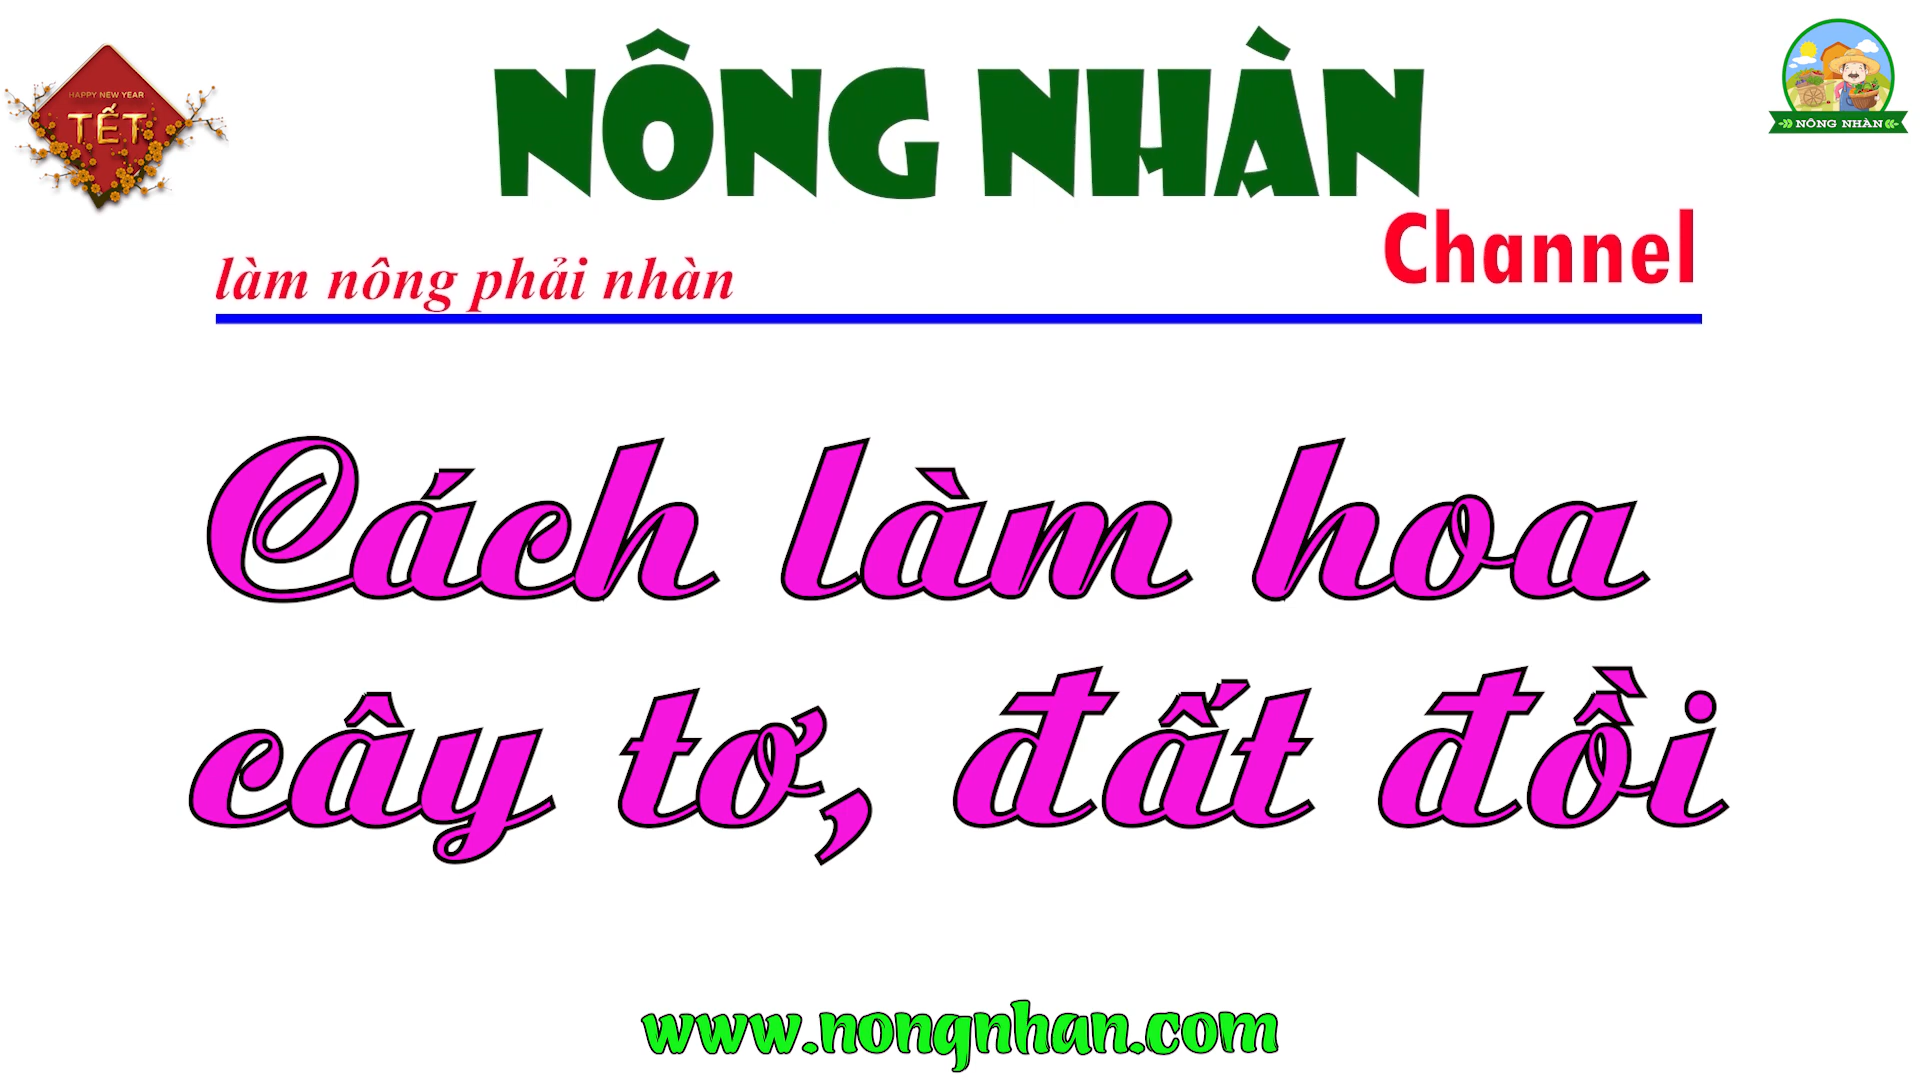 HAPPY NEW YEAR
TẾT
NÔNG NHÀN
NÔNG NHÀN
Channel
làm nông phải nhàn
Cách làm hoa
cây tơ, đất đồi
www.nongnhan.com